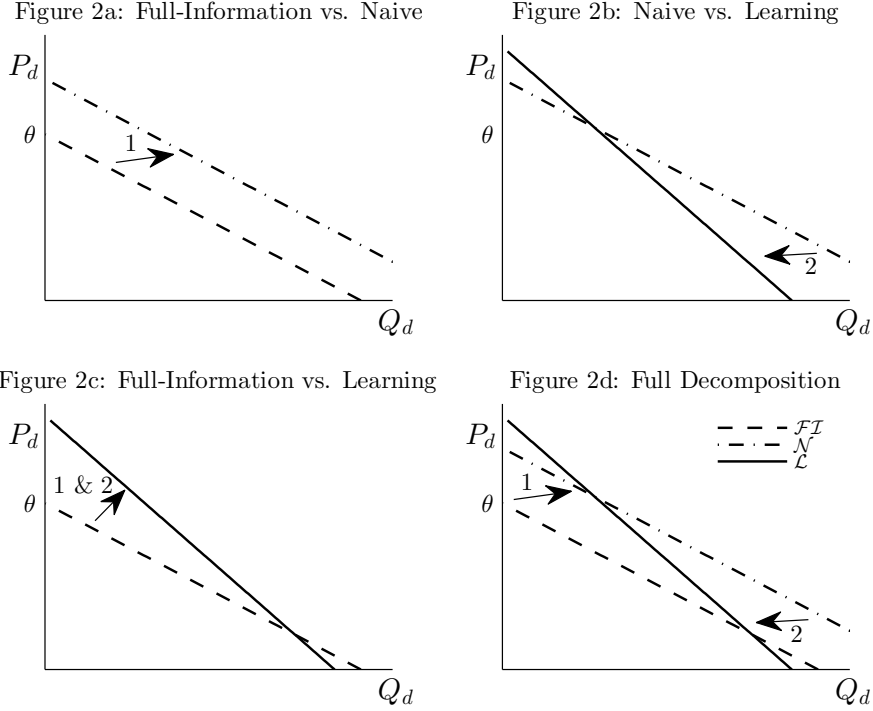 Figure 2a: Full-Information vs. Naive
P_d
θ
1
Q_d
Figure 2b: Naive vs. Learning
P_d
θ
2
Q_d
Figure 2c: Full-Information vs. Learning
P_d
1 & 2
θ
Q_d
Figure 2d: Full Decomposition
P_d
ℱℐ
𝒩
ℒ
1
θ
2
Q_d